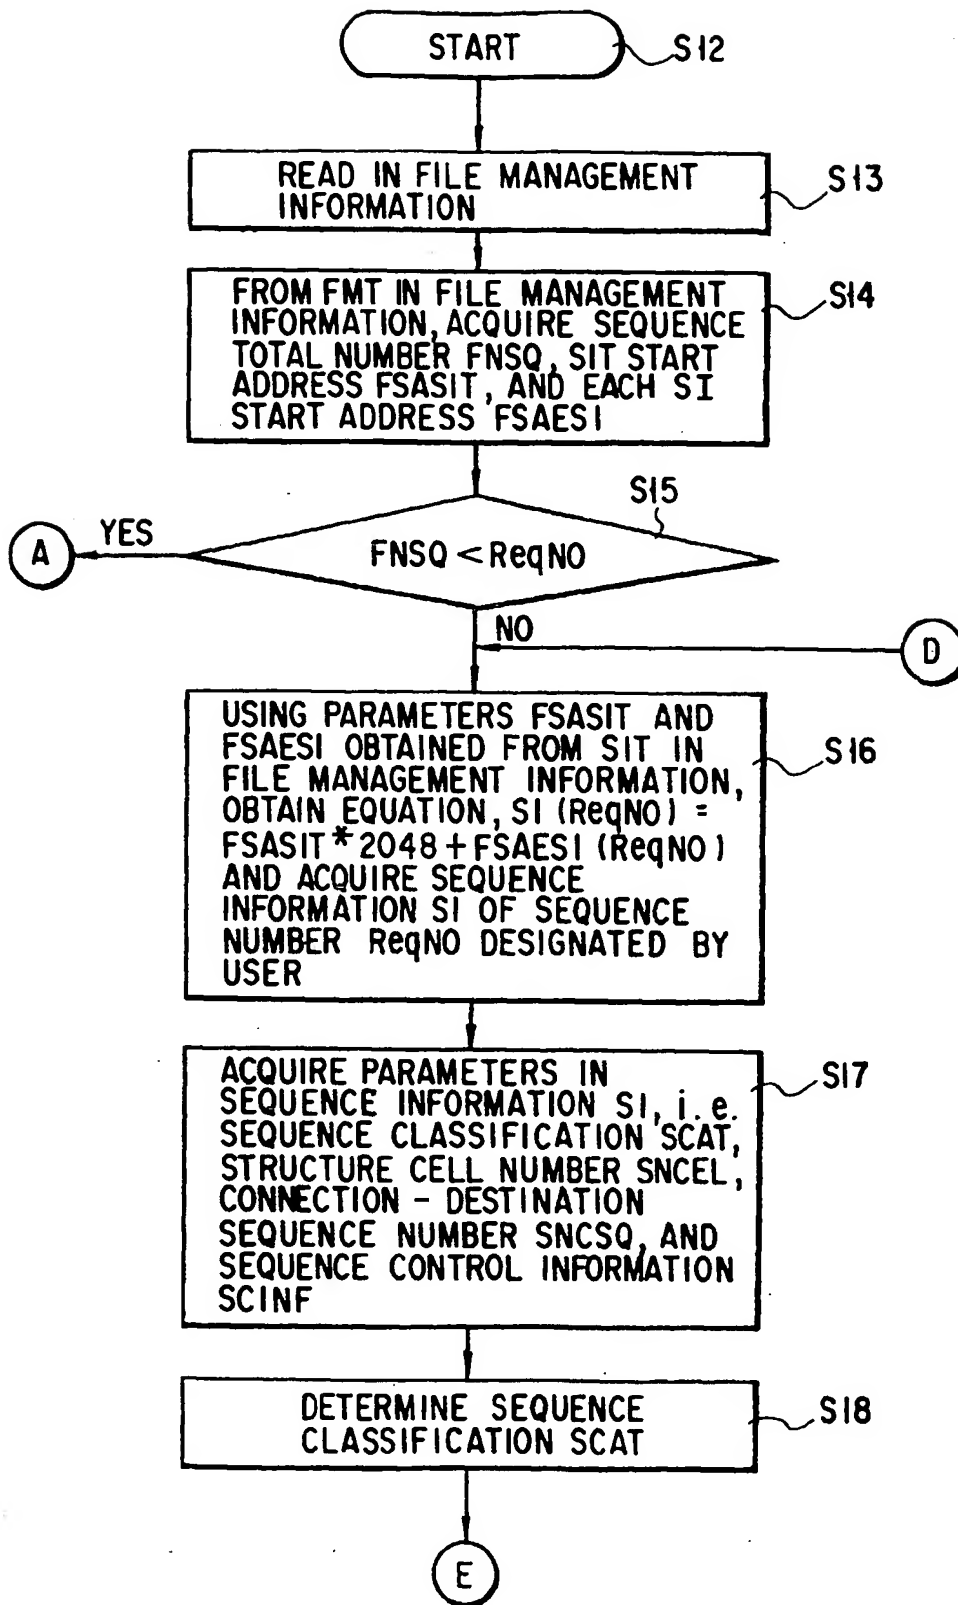 START
S12
READ IN FILE MANAGEMENT
INFORMATION
S13
FROM FMT IN FILE MANAGEMENT
INFORMATION, ACQUIRE SEQUENCE
TOTAL NUMBER FNSQ, SIT START
ADDRESS FSASIT, AND EACH SI
START ADDRESS FSAESI
S14
S15
FNSQ < ReqNO
YES
A
NO
D
USING PARAMETERS FSASIT AND
FSAESI OBTAINED FROM SIT IN
FILE MANAGEMENT INFORMATION,
OBTAIN EQUATION, SI (ReqNO) =
FSASIT * 2048 + FSAESI (ReqNO)
AND ACQUIRE SEQUENCE
INFORMATION SI OF SEQUENCE
NUMBER ReqNO DESIGNATED BY
USER
S16
ACQUIRE PARAMETERS IN
SEQUENCE INFORMATION SI, i.e.
SEQUENCE CLASSIFICATION SCAT,
STRUCTURE CELL NUMBER SNCEL,
CONNECTION - DESTINATION
SEQUENCE NUMBER SNCSQ, AND
SEQUENCE CONTROL INFORMATION
SCINF
S17
DETERMINE SEQUENCE
CLASSIFICATION SCAT
S18
E